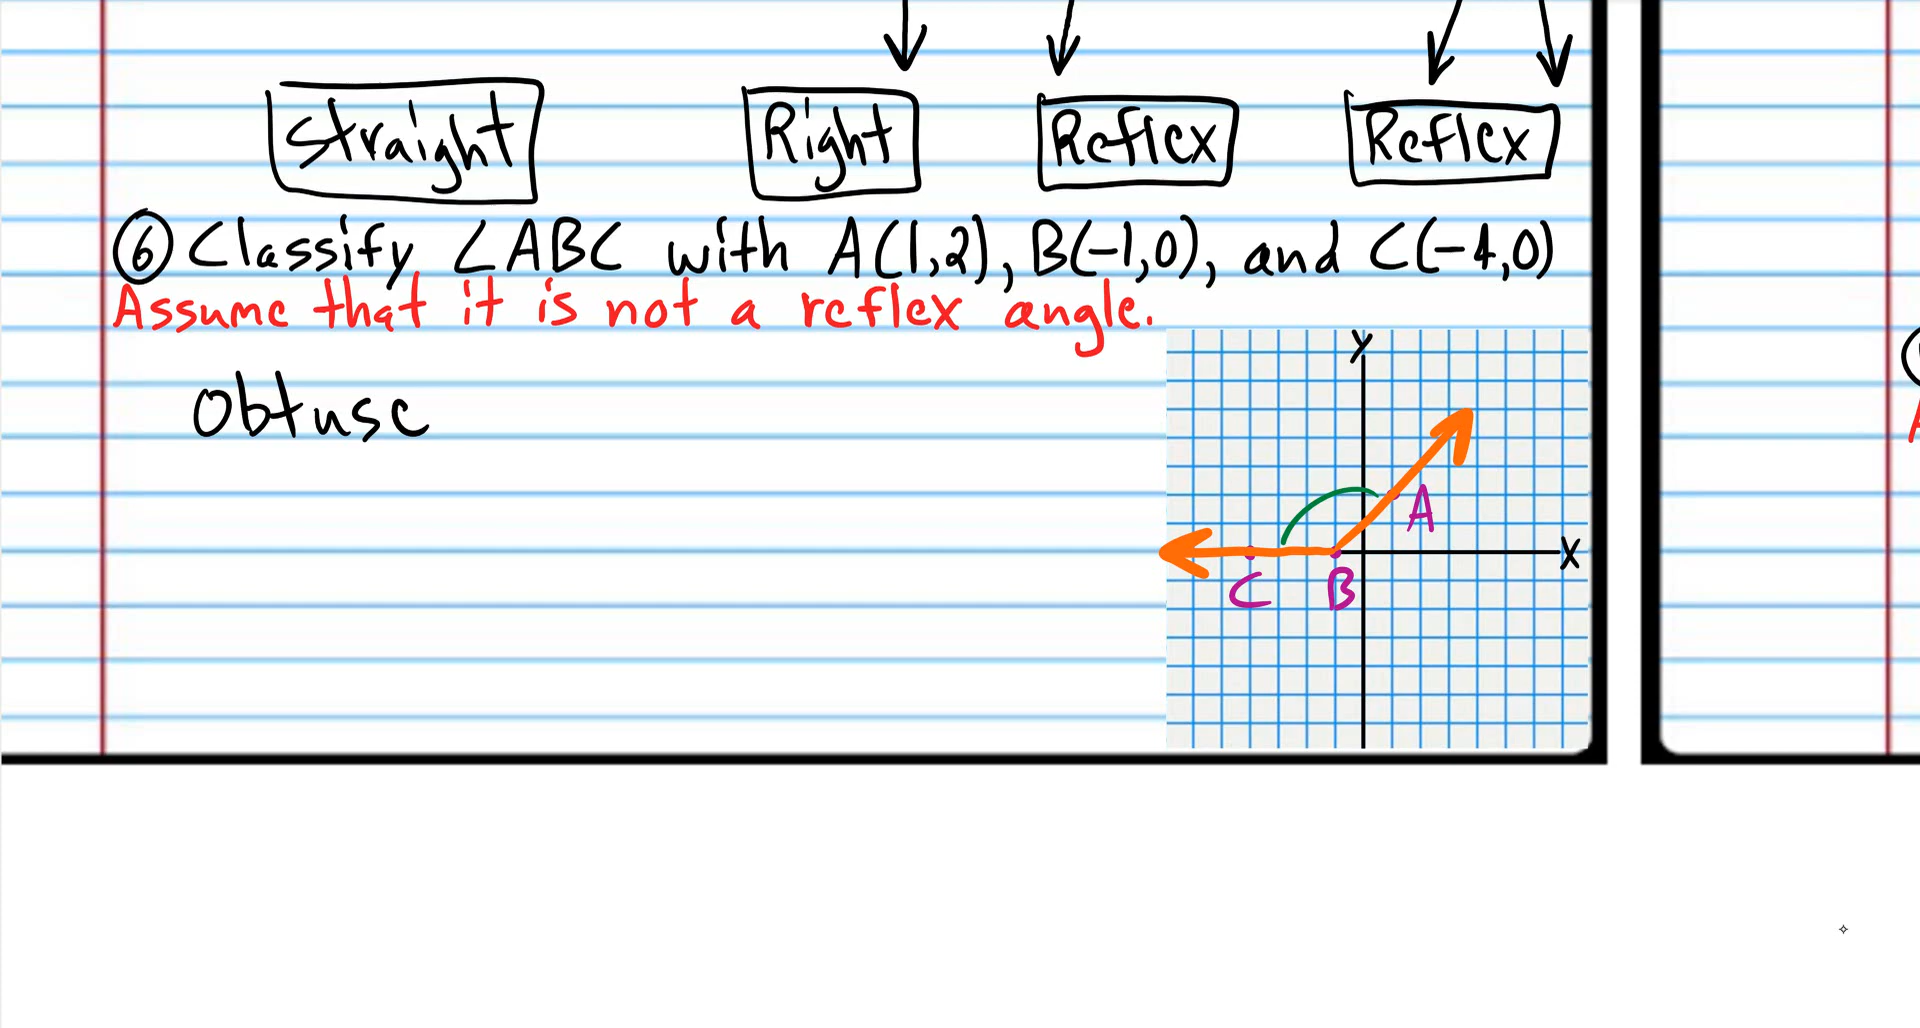 Straight Right Reflex Reflex
⑥ Classify ∠ABC with A(1,2), B(-1,0), and C(-4,0)
Assume that it is not a reflex angle.
Obtuse
y
A
X
C B